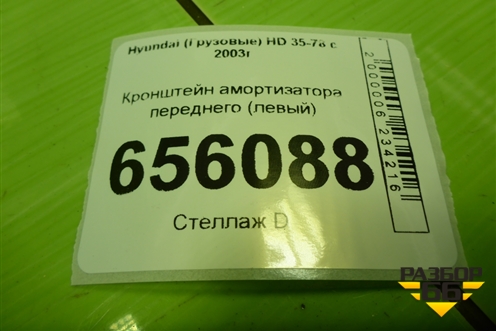 Hyundai (Грузовые) HD 35-78 с
2003г
Кронштейн амортизатора
переднего (левый)
656088
Стеллаж D
2000006234216
РАЗБОР
66